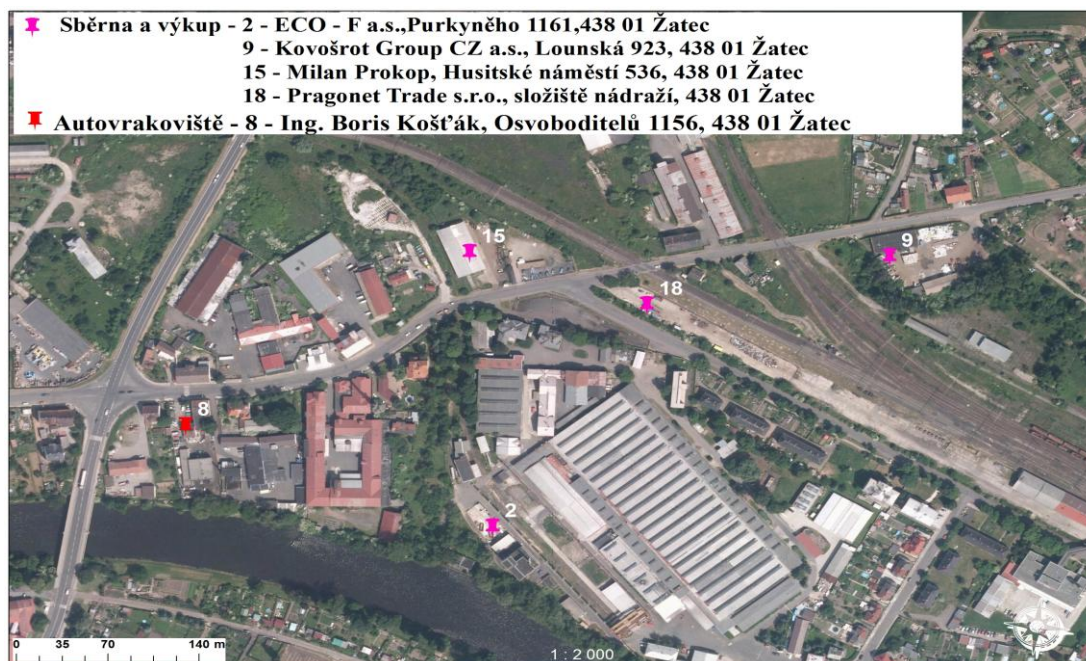 Sběrna a výkup - 2 - ECO - F a.s.,Purkyněho 1161,438 01 Žatec
9 - Kovošrot Group CZ a.s., Lounská 923, 438 01 Žatec
15 - Milan Prokop, Husitské náměstí 536, 438 01 Žatec
18 - Pragonet Trade s.r.o., složiště nádraží, 438 01 Žatec
Autovrakoviště - 8 - Ing. Boris Košťák, Osvoboditelů 1156, 438 01 Žatec
15
9
18
8
2
0 35 70 140 m
1 : 2 000